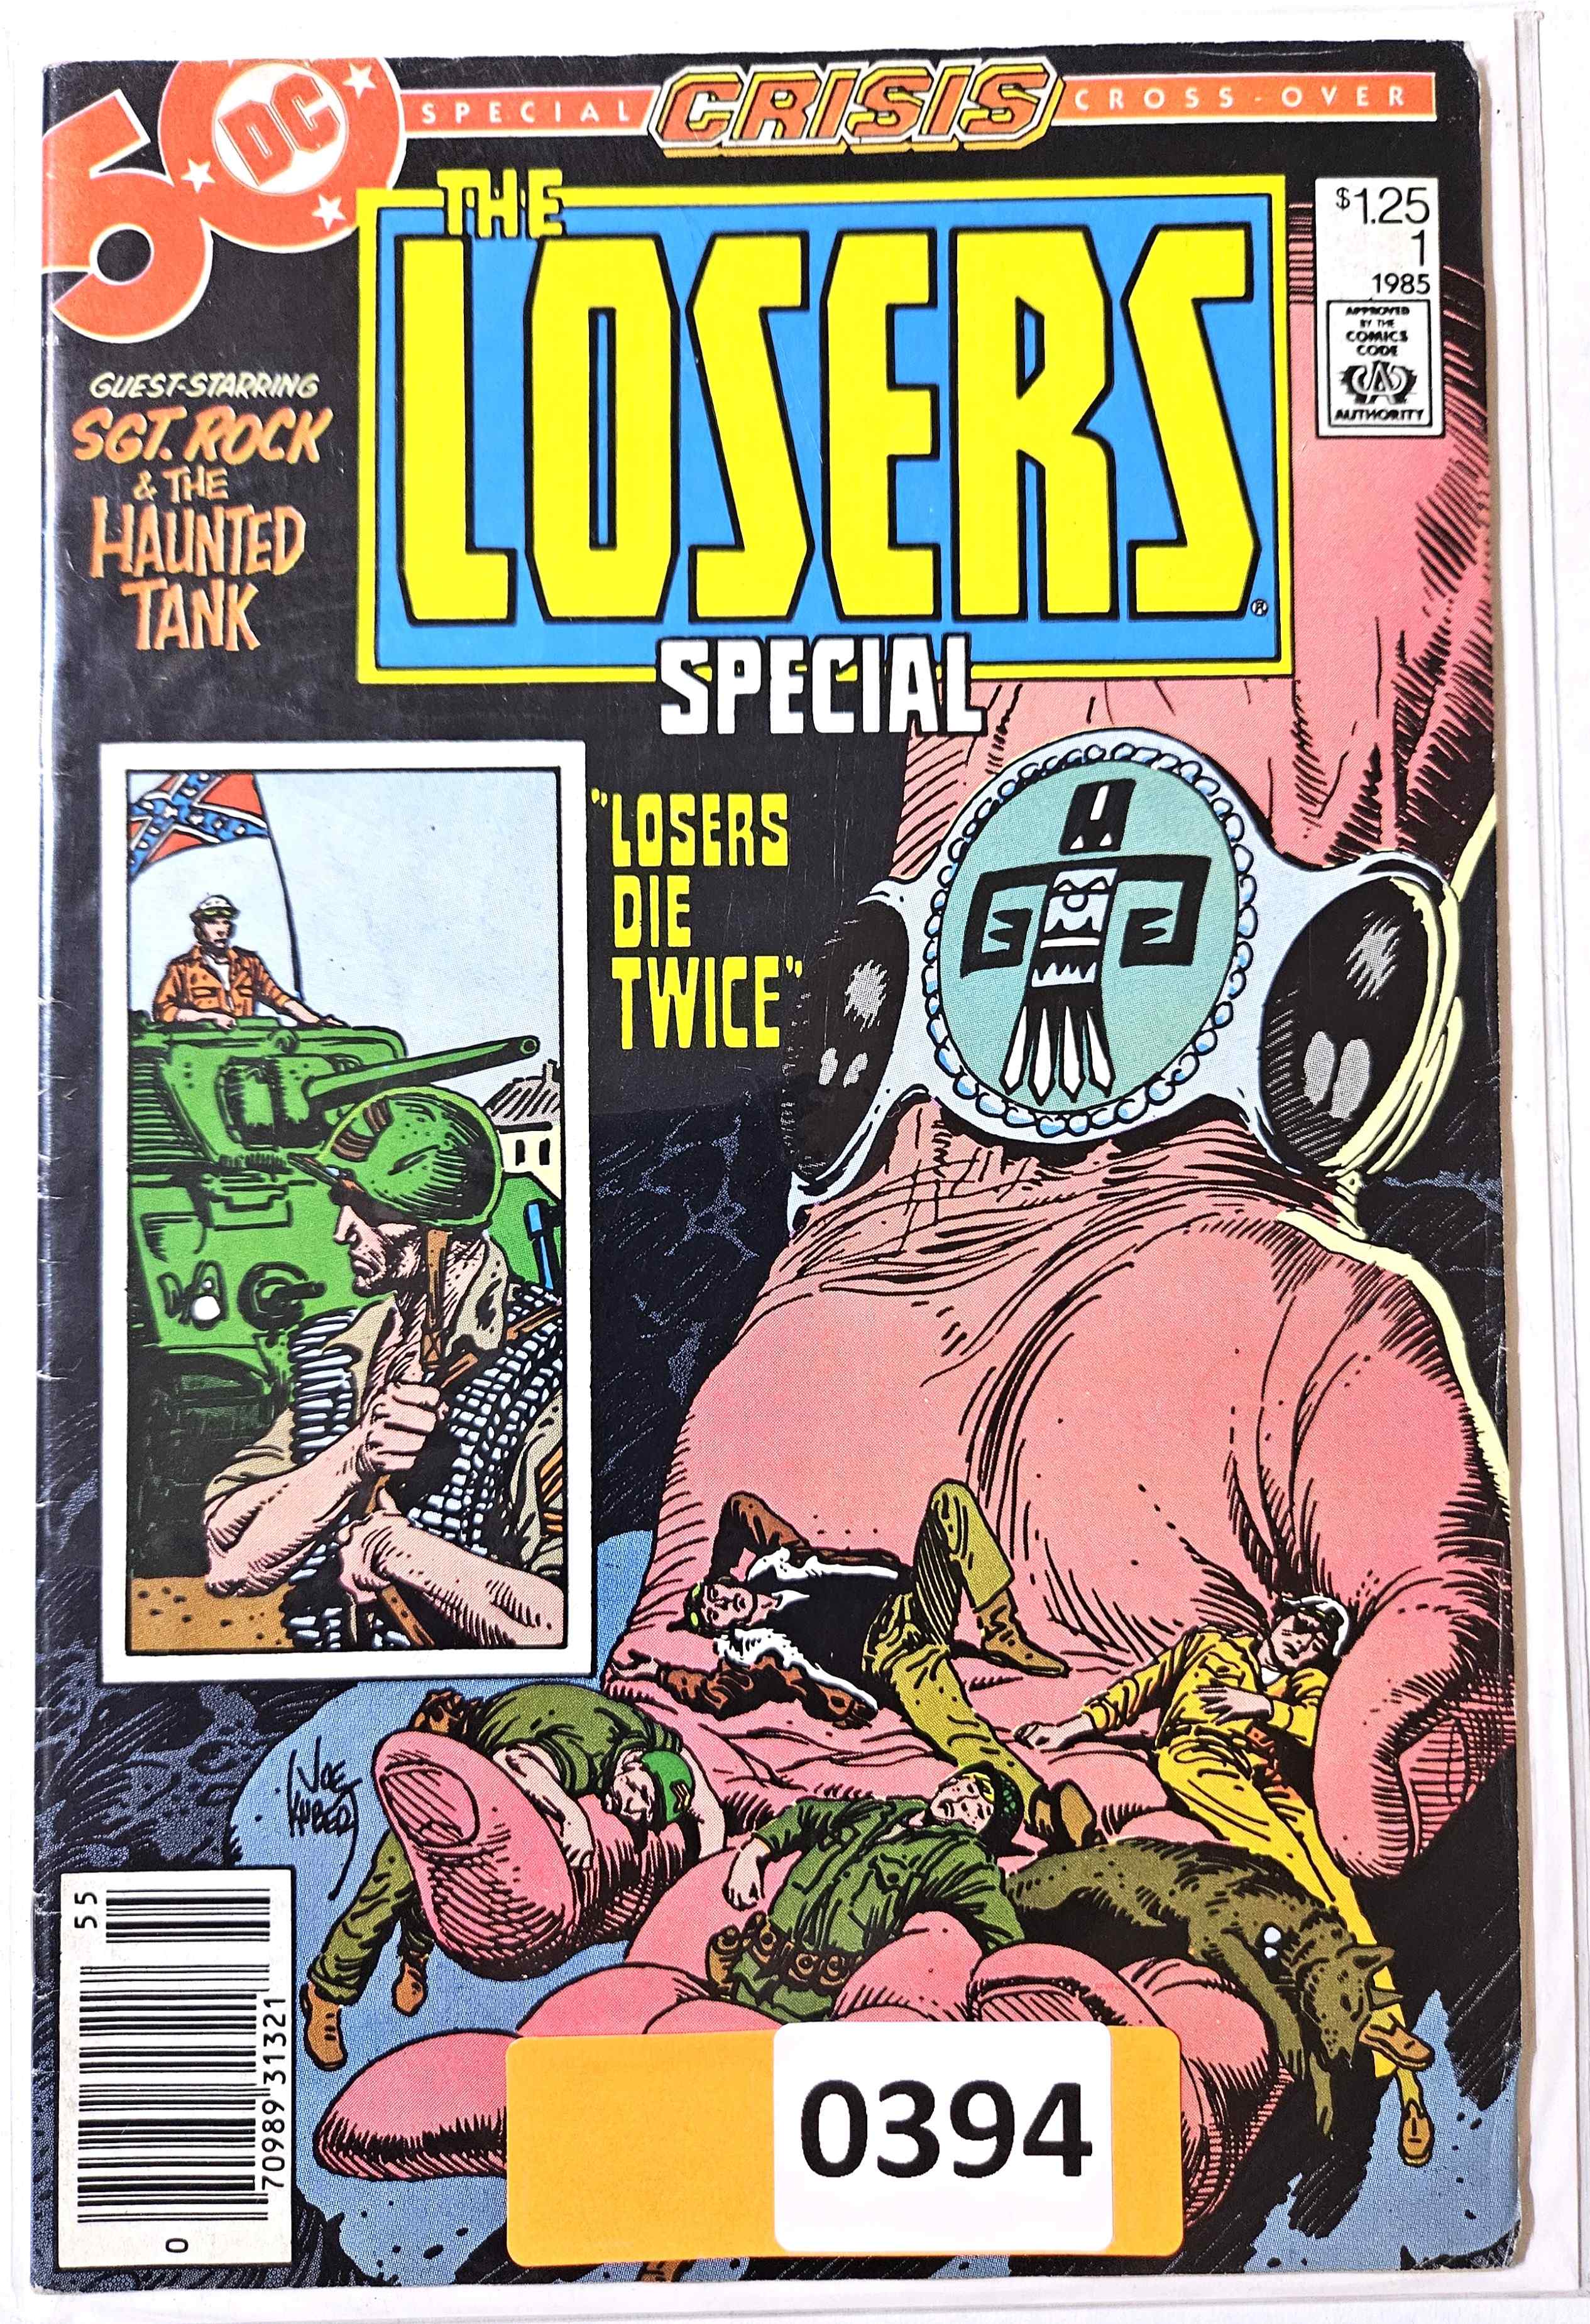 50
DC
SPECIAL CRISIS CROSS-OVER
THE
LOSERS
®
SPECIAL
$1.25
1
1985
APPROVED
BY THE
COMICS
CODE
CA
AUTHORITY
GUEST-STARRING
SGT. ROCK
& THE
HAUNTED
TANK
"LOSERS
DIE
TWICE"
JOE
KUBERT
55
70989 31321
0
0394